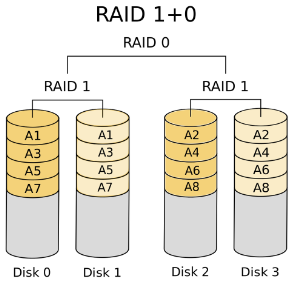 RAID 1+0
RAID 0
RAID 1 RAID 1
A1 A1 A2 A2
A3 A3 A4 A4
A5 A5 A6 A6
A7 A7 A8 A8
Disk 0 Disk 1 Disk 2 Disk 3